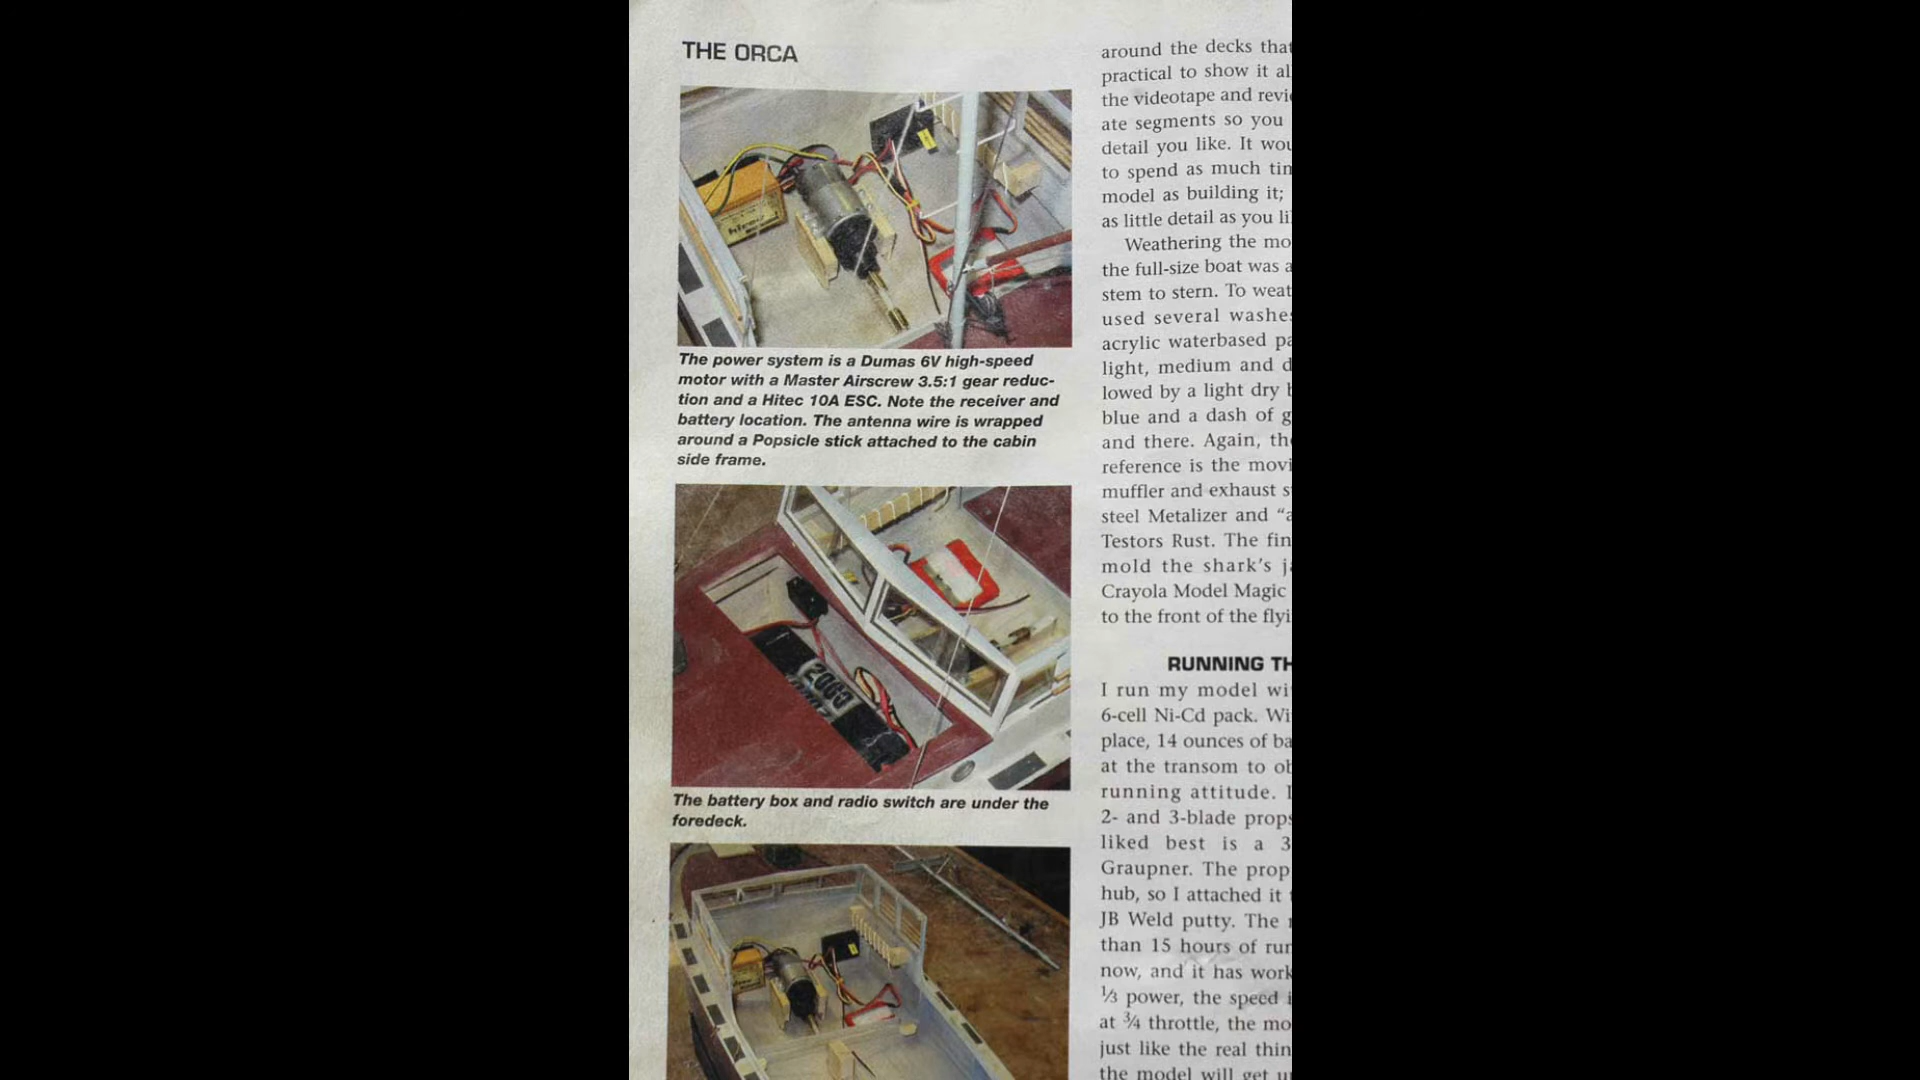 THE ORCA
The power system is a Dumas 6V high-speed
motor with a Master Airscrew 3.5:1 gear reduc-
tion and a Hitec 10A ESC. Note the receiver and
battery location. The antenna wire is wrapped
around a Popsicle stick attached to the cabin
side frame.
2000
The battery box and radio switch are under the
foredeck.
around the decks that
practical to show it al
the videotape and revi
ate segments so you
detail you like. It wou
to spend as much tim
model as building it;
as little detail as you li
Weathering the mo
the full-size boat was a
stem to stern. To weat
used several washes
acrylic waterbased pa
light, medium and d
lowed by a light dry b
blue and a dash of g
and there. Again, th
reference is the movi
muffler and exhaust s
steel Metalizer and “a
Testors Rust. The fin
mold the shark’s ja
Crayola Model Magic
to the front of the flyi
RUNNING TH
I run my model wi
6-cell Ni-Cd pack. Wi
place, 14 ounces of ba
at the transom to ob
running attitude. I
2- and 3-blade props
liked best is a 3
Graupner. The prop
hub, so I attached it
JB Weld putty. The
than 15 hours of run
now, and it has work
⅓ power, the speed i
at ¾ throttle, the mo
just like the real thin
the model will get u